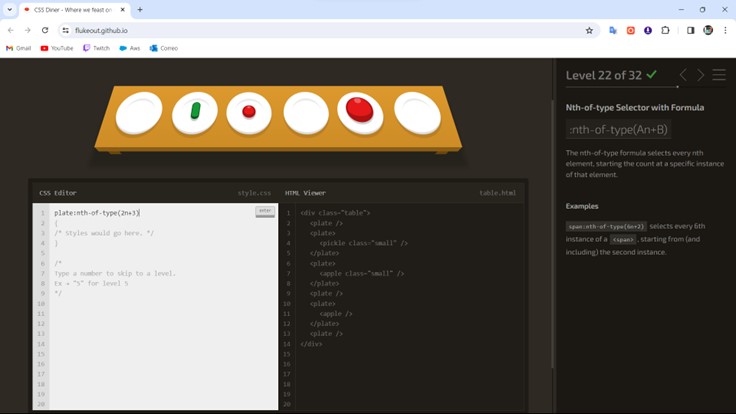 CSS Diner - Where we feast on
flukeout.github.io
Gmail YouTube Twitch Aws Correo
Level 22 of 32
Nth-of-type Selector with Formula
:nth-of-type(An+B)
The nth-of-type formula selects every nth
element, starting the count at a specific instance
of that element.
Examples
span:nth-of-type(6n+2) selects every 6th
instance of a <span>, starting from (and
including) the second instance.
CSS Editor style.css
enter
1 plate:nth-of-type(2n+3)
2 {
3 /* Styles would go here. */
4 }
5
6 /*
7 Type a number to skip to a level.
8 Ex → "5" for level 5
9 */
10
11
12
13
14
15
16
17
18
19
20
HTML Viewer table.html
1 <div class="table">
2 <plate />
3 <plate>
4 <pickle class="small" />
5 </plate>
6 <plate>
7 <apple class="small" />
8 </plate>
9 <plate />
10 <plate>
11 <apple />
12 </plate>
13 <plate />
14 </div>
15
16
17
18
19
20